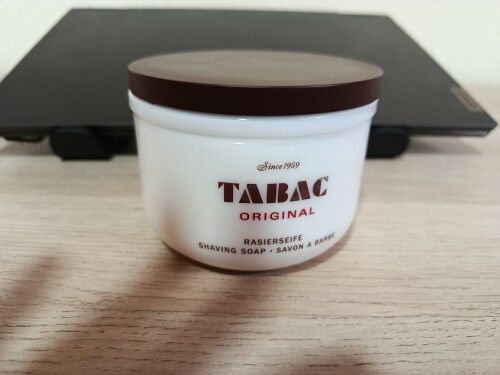 Since 1959
TABAC
ORIGINAL
RASIERSEIFE
SHAVING SOAP • SAVON A BARBE